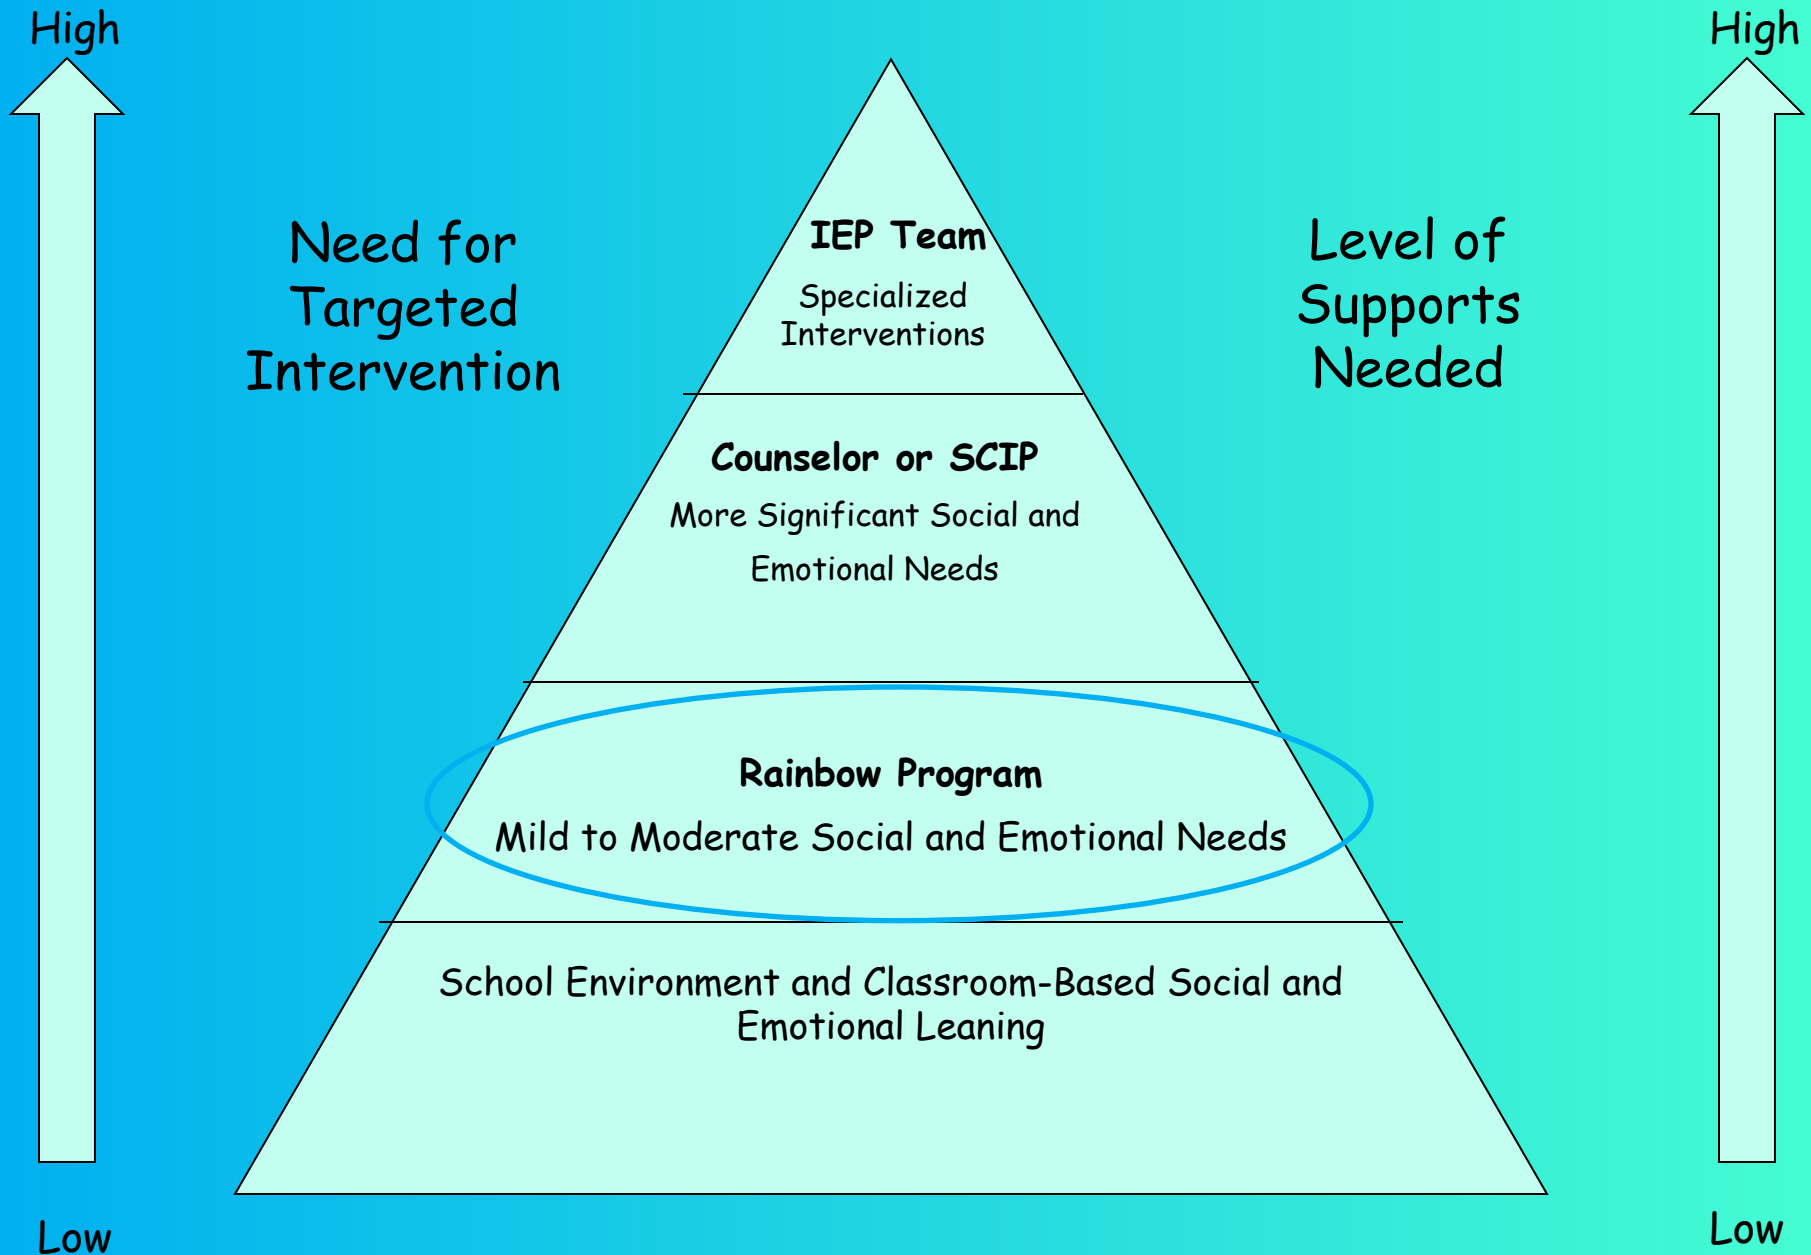 High
High
Need for
Targeted
Intervention
Level of
Supports
Needed
IEP Team
Specialized
Interventions
Counselor or SCIP
More Significant Social and
Emotional Needs
Rainbow Program
Mild to Moderate Social and Emotional Needs
School Environment and Classroom-Based Social and
Emotional Leaning
Low
Low